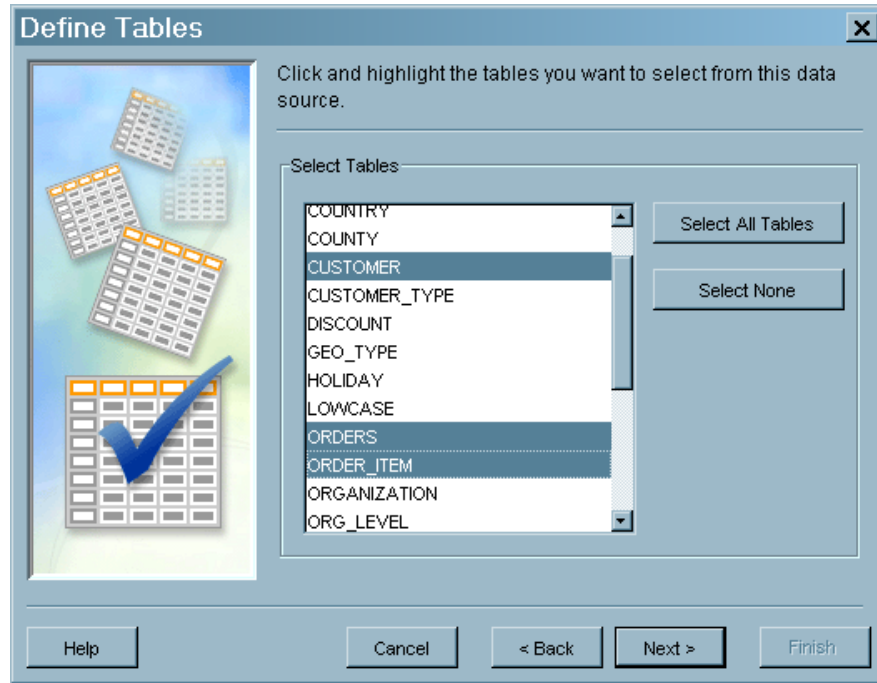 Define Tables
Click and highlight the tables you want to select from this data
source.
Select Tables
COUNTRY
COUNTY
CUSTOMER
CUSTOMER_TYPE
DISCOUNT
GEO_TYPE
HOLIDAY
LOWCASE
ORDERS
ORDER_ITEM
ORGANIZATION
ORG_LEVEL
Select All Tables
Select None
Help
Cancel
< Back
Next >
Finish